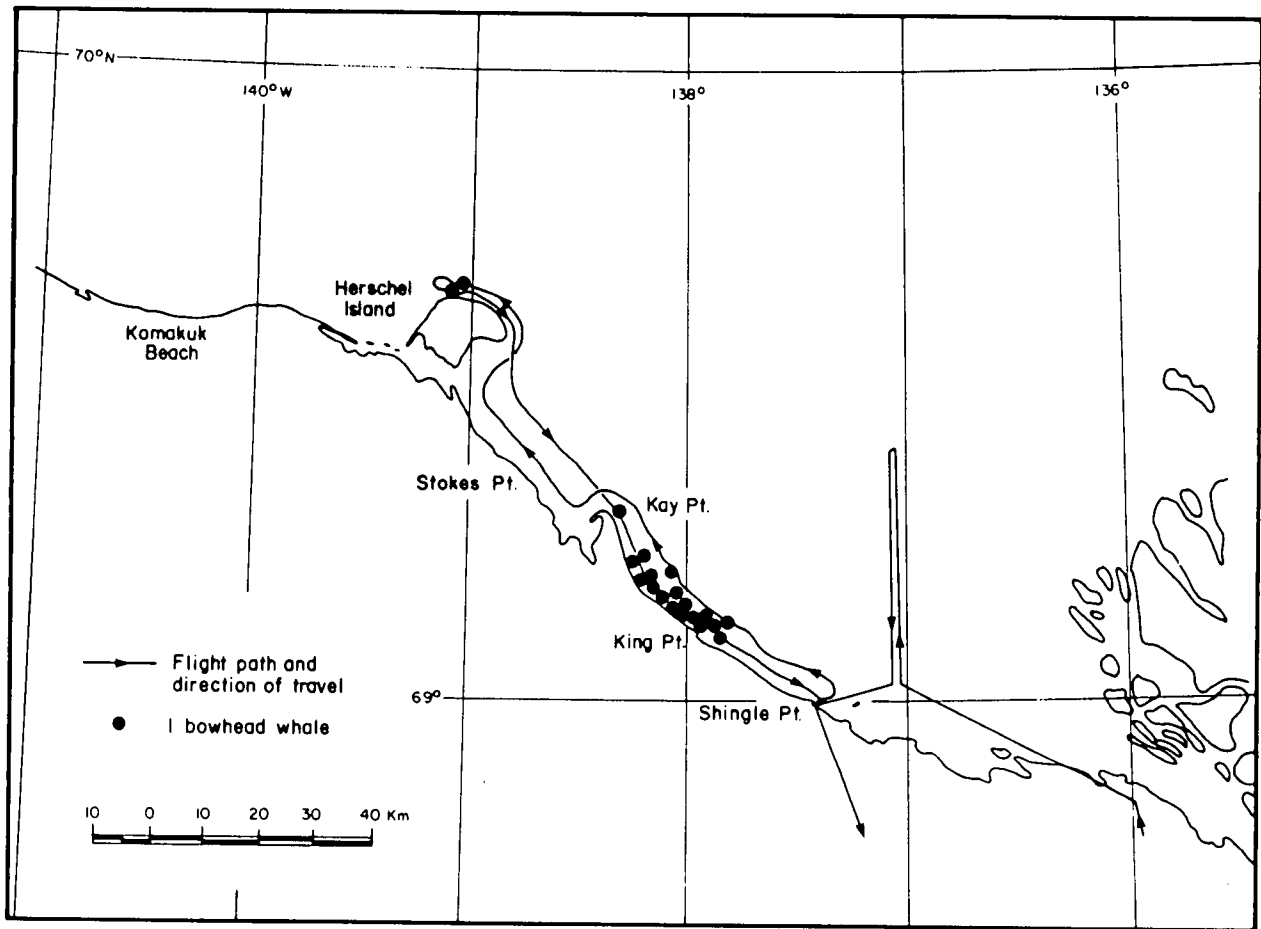 70°N
140°W
138°
136°
Herschel
Island
Komakuk
Beach
Stokes Pt.
Kay Pt.
King Pt.
69°
Shingle Pt.
Flight path and
direction of travel
1 bowhead whale
10 0 10 20 30 40 Km